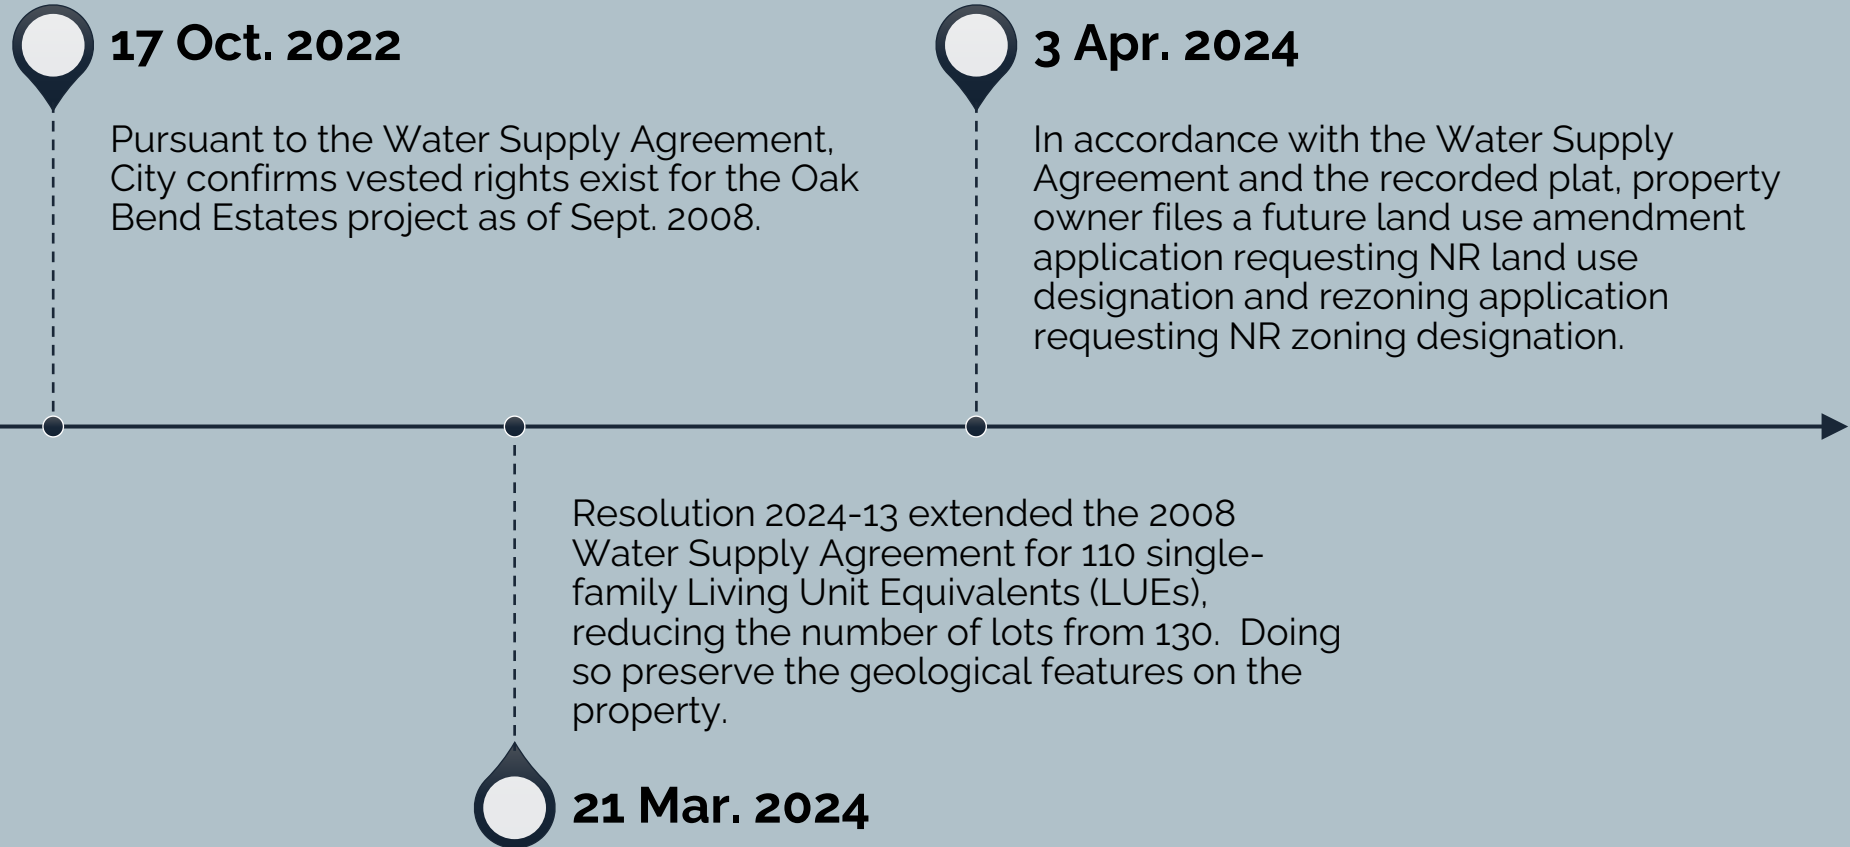 17 Oct. 2022
Pursuant to the Water Supply Agreement,
City confirms vested rights exist for the Oak
Bend Estates project as of Sept. 2008.
3 Apr. 2024
In accordance with the Water Supply
Agreement and the recorded plat, property
owner files a future land use amendment
application requesting NR land use
designation and rezoning application
requesting NR zoning designation.
Resolution 2024-13 extended the 2008
Water Supply Agreement for 110 single-
family Living Unit Equivalents (LUEs),
reducing the number of lots from 130.  Doing
so preserve the geological features on the
property.
21 Mar. 2024